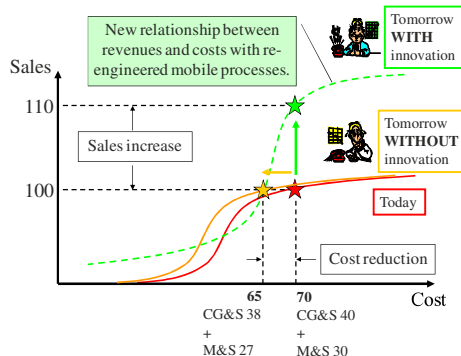 New relationship between
revenues and costs with re-
engineered mobile processes.
Tomorrow
WITH
innovation
Sales
110
Sales increase
Tomorrow
WITHOUT
innovation
100
Today
Cost reduction
65
70
Cost
CG&S 38
+
M&S 27
CG&S 40
+
M&S 30